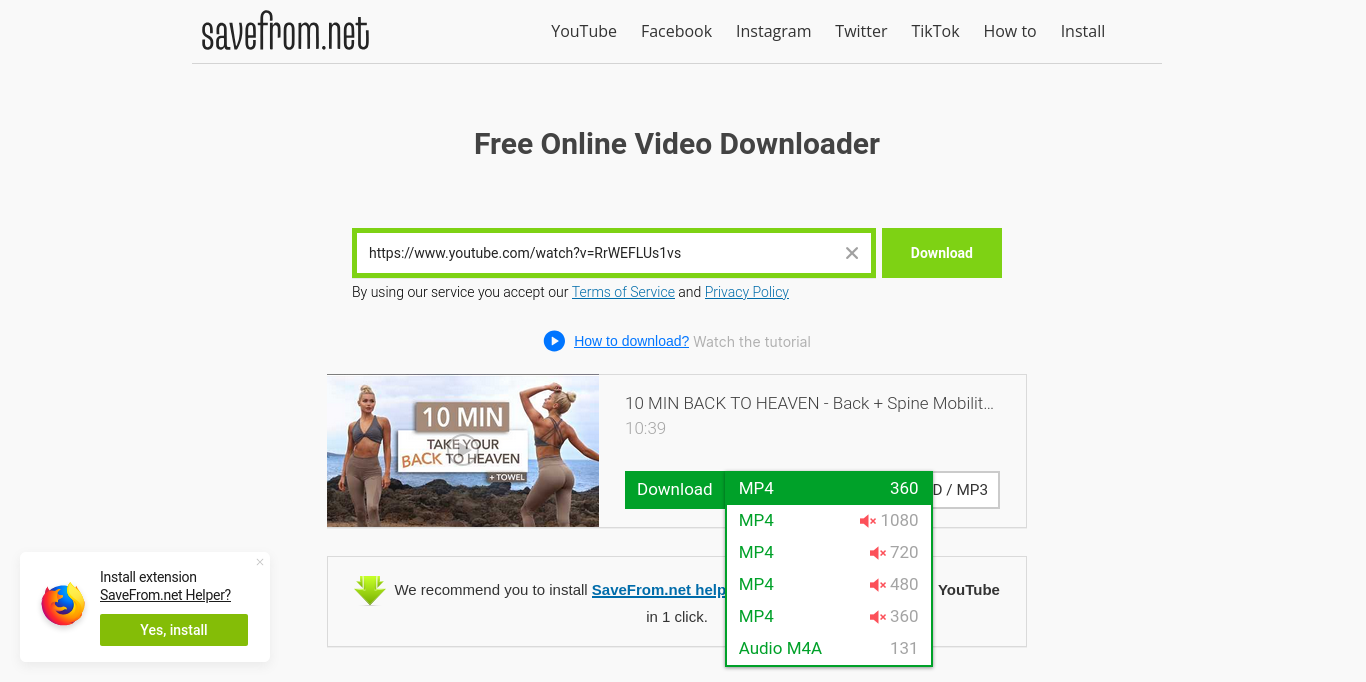 savefrom.net
YouTube Facebook Instagram Twitter TikTok How to Install
Free Online Video Downloader
https://www.youtube.com/watch?v=RrWEFLUs1vs
Download
By using our service you accept our Terms of Service and Privacy Policy
How to download? Watch the tutorial
10 MIN
TAKE YOUR
BACK TO HEAVEN
+ TOWEL
10 MIN BACK TO HEAVEN - Back + Spine Mobilit...
10:39
Download
D / MP3
MP4 360
MP4 1080
MP4 720
MP4 480
MP4 360
Audio M4A 131
We recommend you to install SaveFrom.net help YouTube
in 1 click.
Install extension
SaveFrom.net Helper?
Yes, install